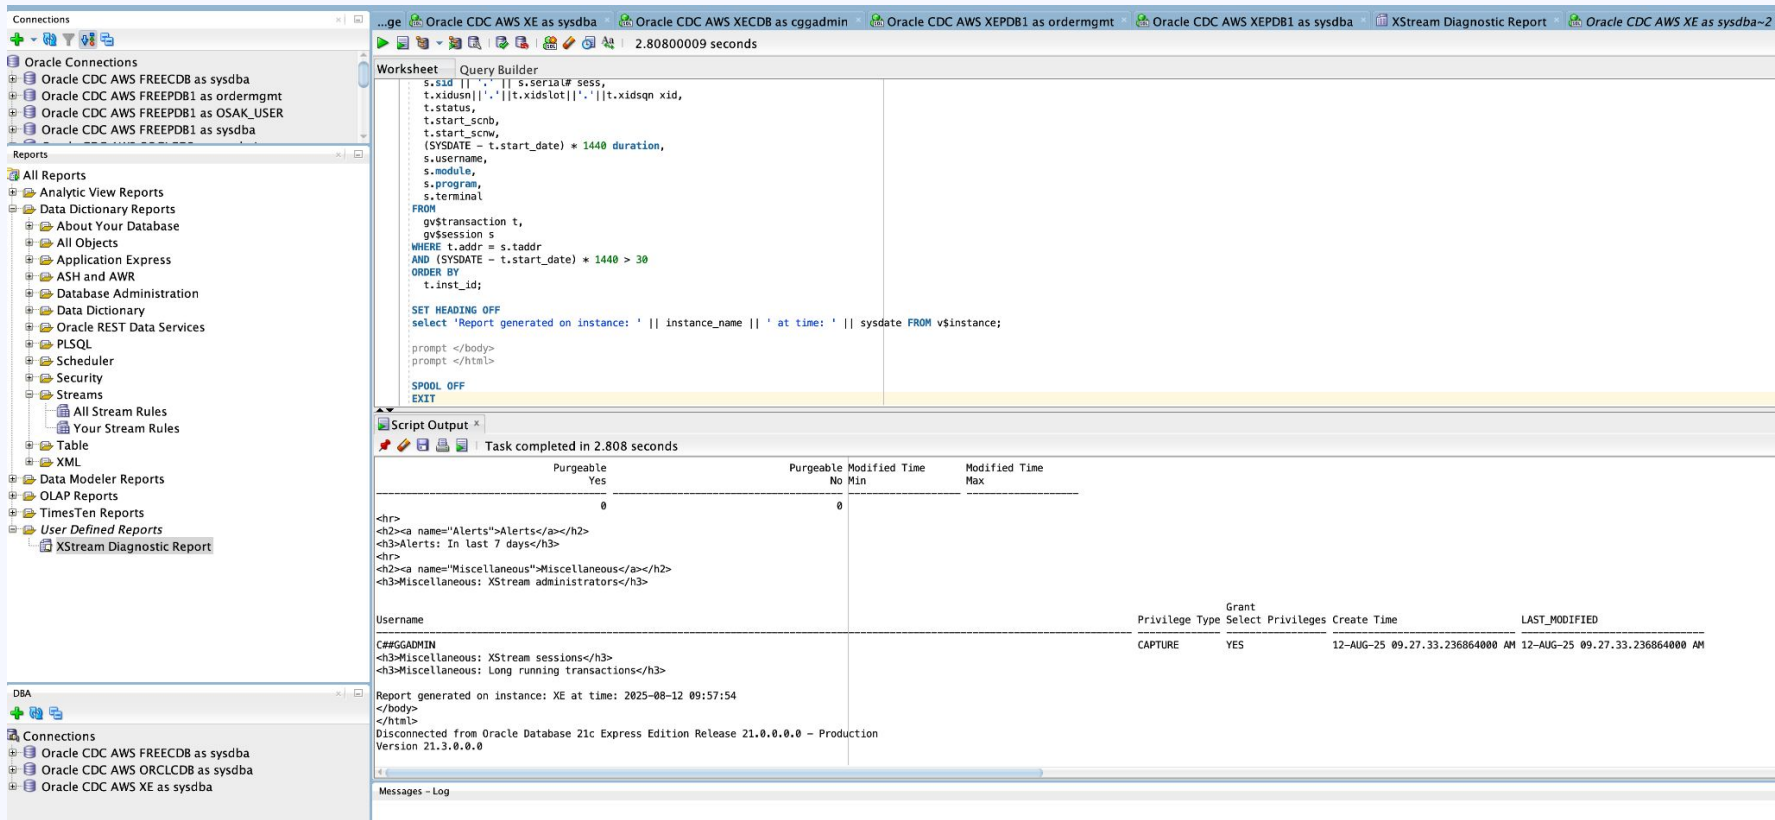 Connections
Oracle Connections
Oracle CDC AWS FREECDB as sysdba
Oracle CDC AWS FREEPDB1 as ordermgmt
Oracle CDC AWS FREEPDB1 as OSAK_USER
Oracle CDC AWS FREEPDB1 as sysdba
Reports
All Reports
Analytic View Reports
Data Dictionary Reports
About Your Database
All Objects
Application Express
ASH and AWR
Database Administration
Data Dictionary
Oracle REST Data Services
PLSQL
Scheduler
Security
Streams
All Stream Rules
Your Stream Rules
Table
XML
Data Modeler Reports
OLAP Reports
TimesTen Reports
User Defined Reports
XStream Diagnostic Report
DBA
Connections
Oracle CDC AWS FREECDB as sysdba
Oracle CDC AWS ORCLCDB as sysdba
Oracle CDC AWS XE as sysdba
...ge Oracle CDC AWS XE as sysdba Oracle CDC AWS XECDB as cggadmin Oracle CDC AWS XEPDB1 as ordermgmt Oracle CDC AWS XEPDB1 as sysdba XStream Diagnostic Report Oracle CDC AWS XE as sysdba~2
2.80800009 seconds
Worksheet Query Builder
s.sid || '.' || s.serial# sess,
t.xidusn||'.'||t.xidslot||'.'||t.xidsqn xid,
t.status,
t.start_scnb,
t.start_scnw,
(SYSDATE - t.start_date) * 1440 duration,
s.username,
s.module,
s.program,
s.terminal
FROM
gv$transaction t,
gv$session s
WHERE t.addr = s.taddr
AND (SYSDATE - t.start_date) * 1440 > 30
ORDER BY
t.inst_id;
SET HEADING OFF
select 'Report generated on instance: ' || instance_name || ' at time: ' || sysdate FROM v$instance;
prompt </body>
prompt </html>
SPOOL OFF
EXIT
Script Output
Task completed in 2.808 seconds
Purgeable Purgeable Modified Time Modified Time
Yes No Min Max
0 0
<hr>
<h2><a name="Alerts">Alerts</a></h2>
<h3>Alerts: In last 7 days</h3>
<hr>
<h2><a name="Miscellaneous">Miscellaneous</a></h2>
<h3>Miscellaneous: XStream administrators</h3>
Grant
Username Privilege Type Select Privileges Create Time LAST_MODIFIED
C##GGADMIN CAPTURE YES 12-AUG-25 09.27.33.236864000 AM 12-AUG-25 09.27.33.236864000 AM
<h3>Miscellaneous: XStream sessions</h3>
<h3>Miscellaneous: Long running transactions</h3>
Report generated on instance: XE at time: 2025-08-12 09:57:54
</body>
</html>
Disconnected from Oracle Database 21c Express Edition Release 21.0.0.0.0 - Production
Version 21.3.0.0.0
Messages - Log